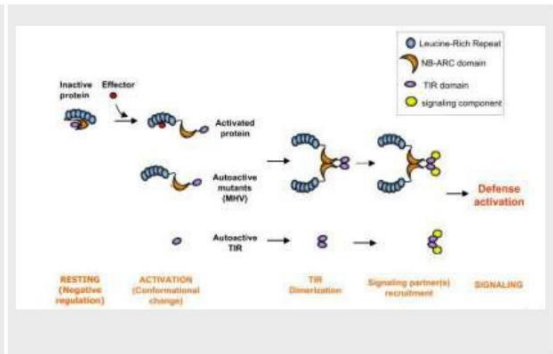 Leucine-Rich Repeat
NB-ARC domain
TIR domain
signaling component
Inactive Effector
protein
Activated
protein
Autoactive
mutants
(MHV)
Defense
activation
Autoactive
TIR
RESTING
(Negative
regulation)
ACTIVATION
(Conformational
change)
TIR
Dimerization
Signaling partner(s)
recruitment
SIGNALING